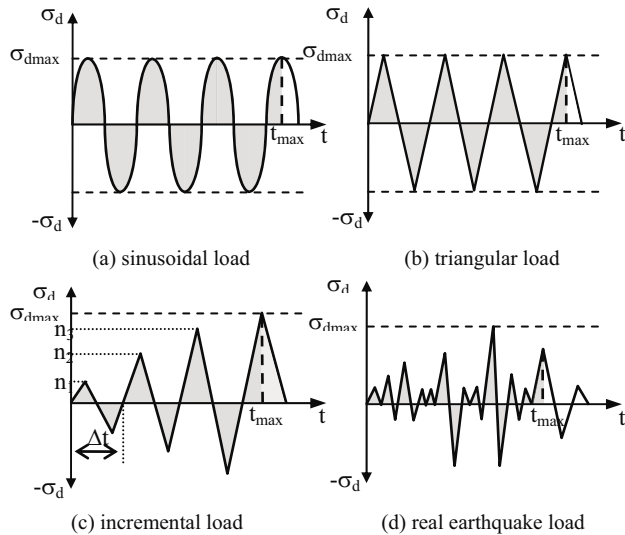 σd
σdmax
tmax
t
-σd
(a) sinusoidal load
σd
σdmax
tmax
t
-σd
(b) triangular load
σd
σdmax
n3
n2
n1
Δt
tmax
t
-σd
(c) incremental load
σd
σdmax
tmax
t
-σd
(d) real earthquake load